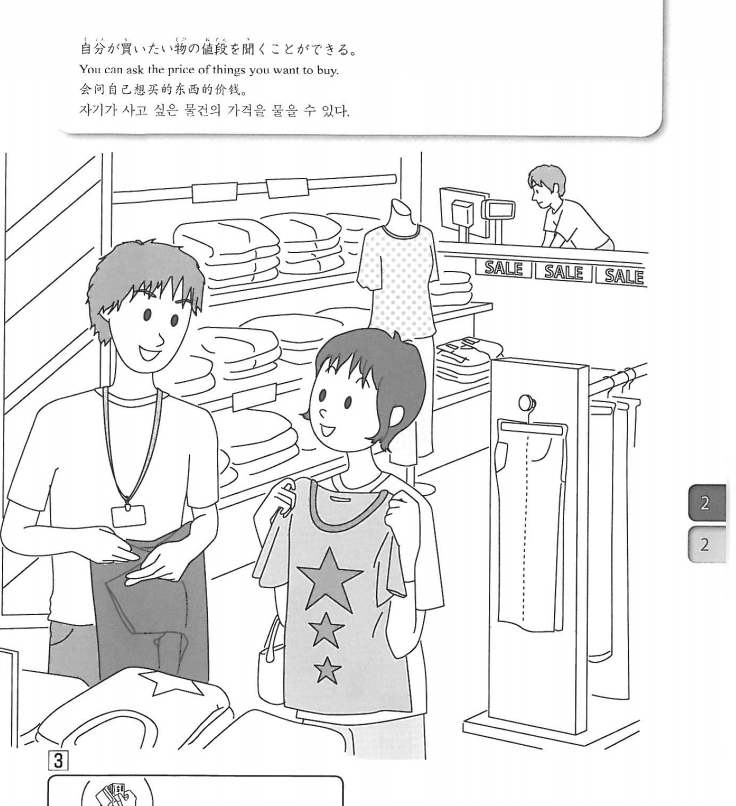 自分が買いたい物の値段を聞くことができる。
You can ask the price of things you want to buy.
会问自己想买的东西的价钱。
자기가 사고 싶은 물건의 가격을 물을 수 있다.
SALE SALE SALE
2
2
3